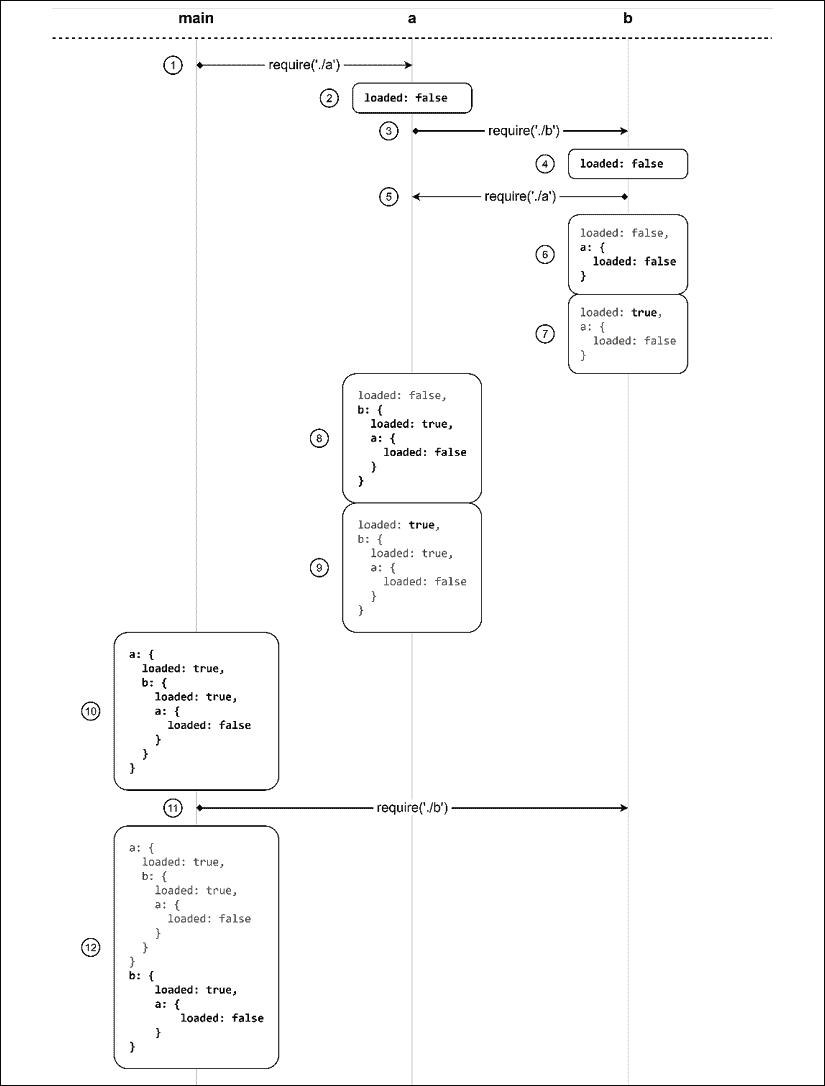 main a b
1 require('./a')
2 loaded: false
3 require('./b')
4 loaded: false
5 require('./a')
6
loaded: false,
a: {
  loaded: false
}
7
loaded: true,
a: {
  loaded: false
}
8
loaded: false,
b: {
  loaded: true,
  a: {
    loaded: false
  }
}
9
loaded: true,
b: {
  loaded: true,
  a: {
    loaded: false
  }
}
10
a: {
  loaded: true,
  b: {
    loaded: true,
    a: {
      loaded: false
    }
  }
}
11 require('./b')
12
a: {
  loaded: true,
  b: {
    loaded: true,
    a: {
      loaded: false
    }
  }
}
b: {
    loaded: true,
    a: {
        loaded: false
    }
}